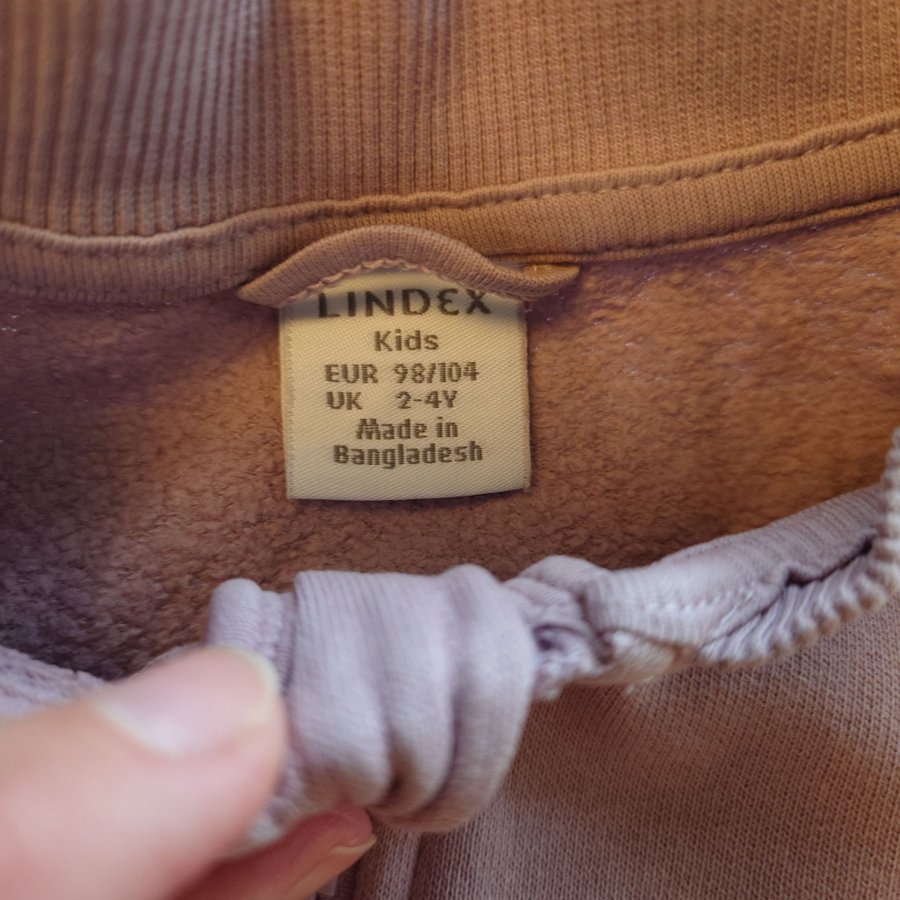 LINDEX
Kids
EUR 98/104
UK 2-4Y
Made in
Bangladesh